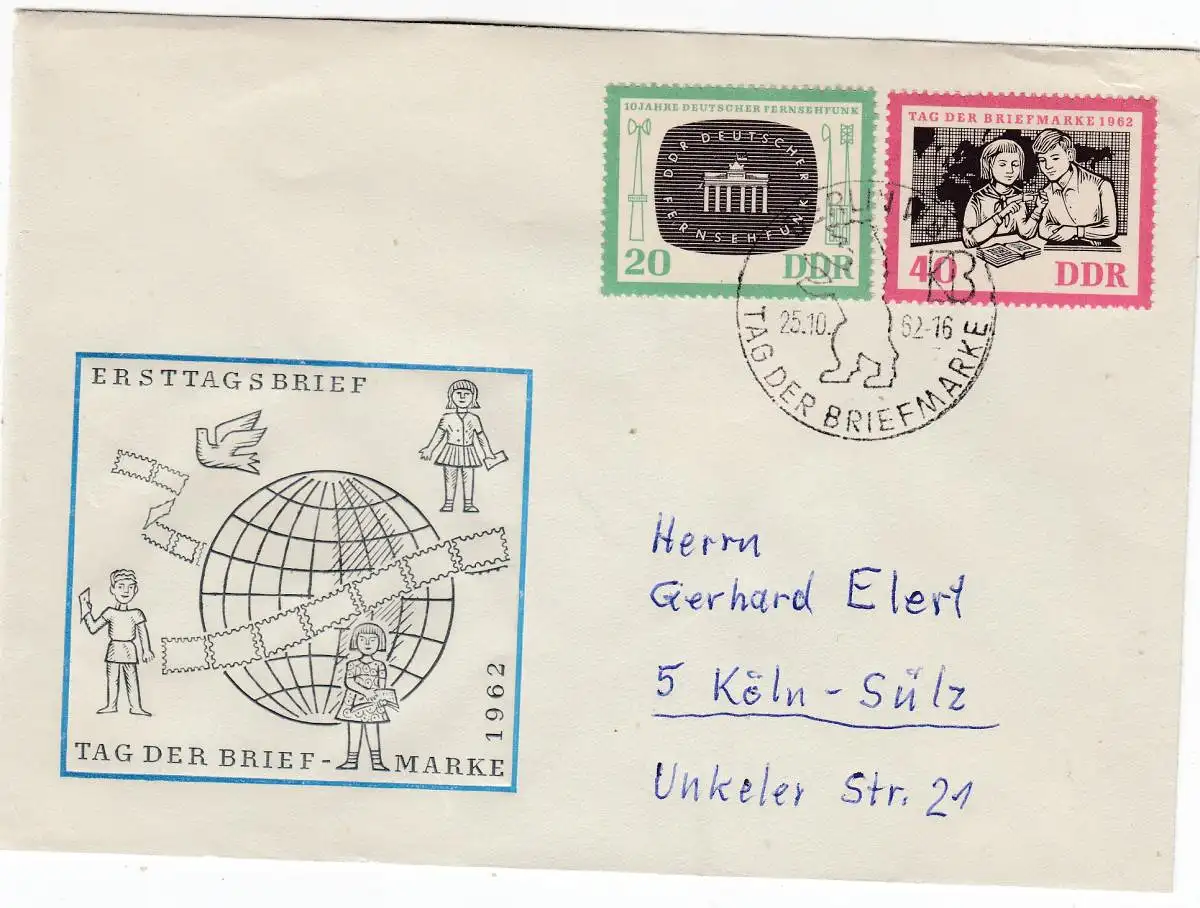 10 JAHRE DEUTSCHER FERNSEHFUNK
DDR DEUTSCHER FERNSEHFUNK
20 DDR
TAG DER BRIEFMARKE 1962
40 DDR
BERLIN
25.10. 62-16
TAG DER BRIEFMARKE
ERSTTAGSBRIEF
1962
TAG DER BRIEF-MARKE
Herrn
Gerhard Elert
5 Köln-Sülz
Unkeler Str. 21